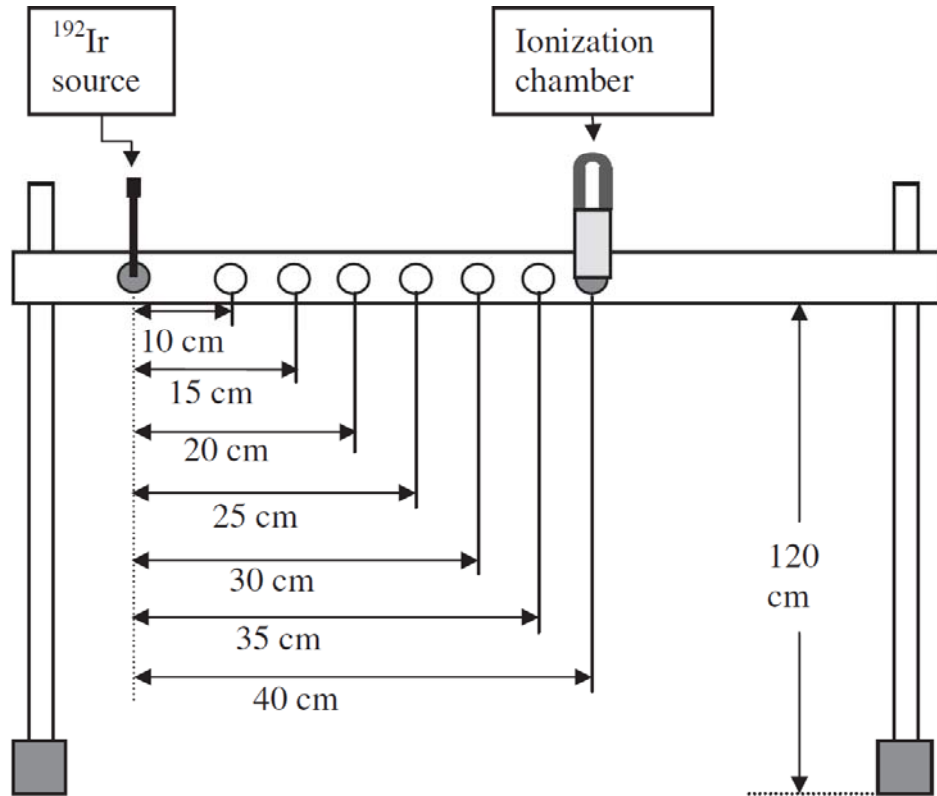 ¹⁹²Ir
source
Ionization
chamber
10 cm
15 cm
20 cm
25 cm
30 cm
35 cm
40 cm
120
cm